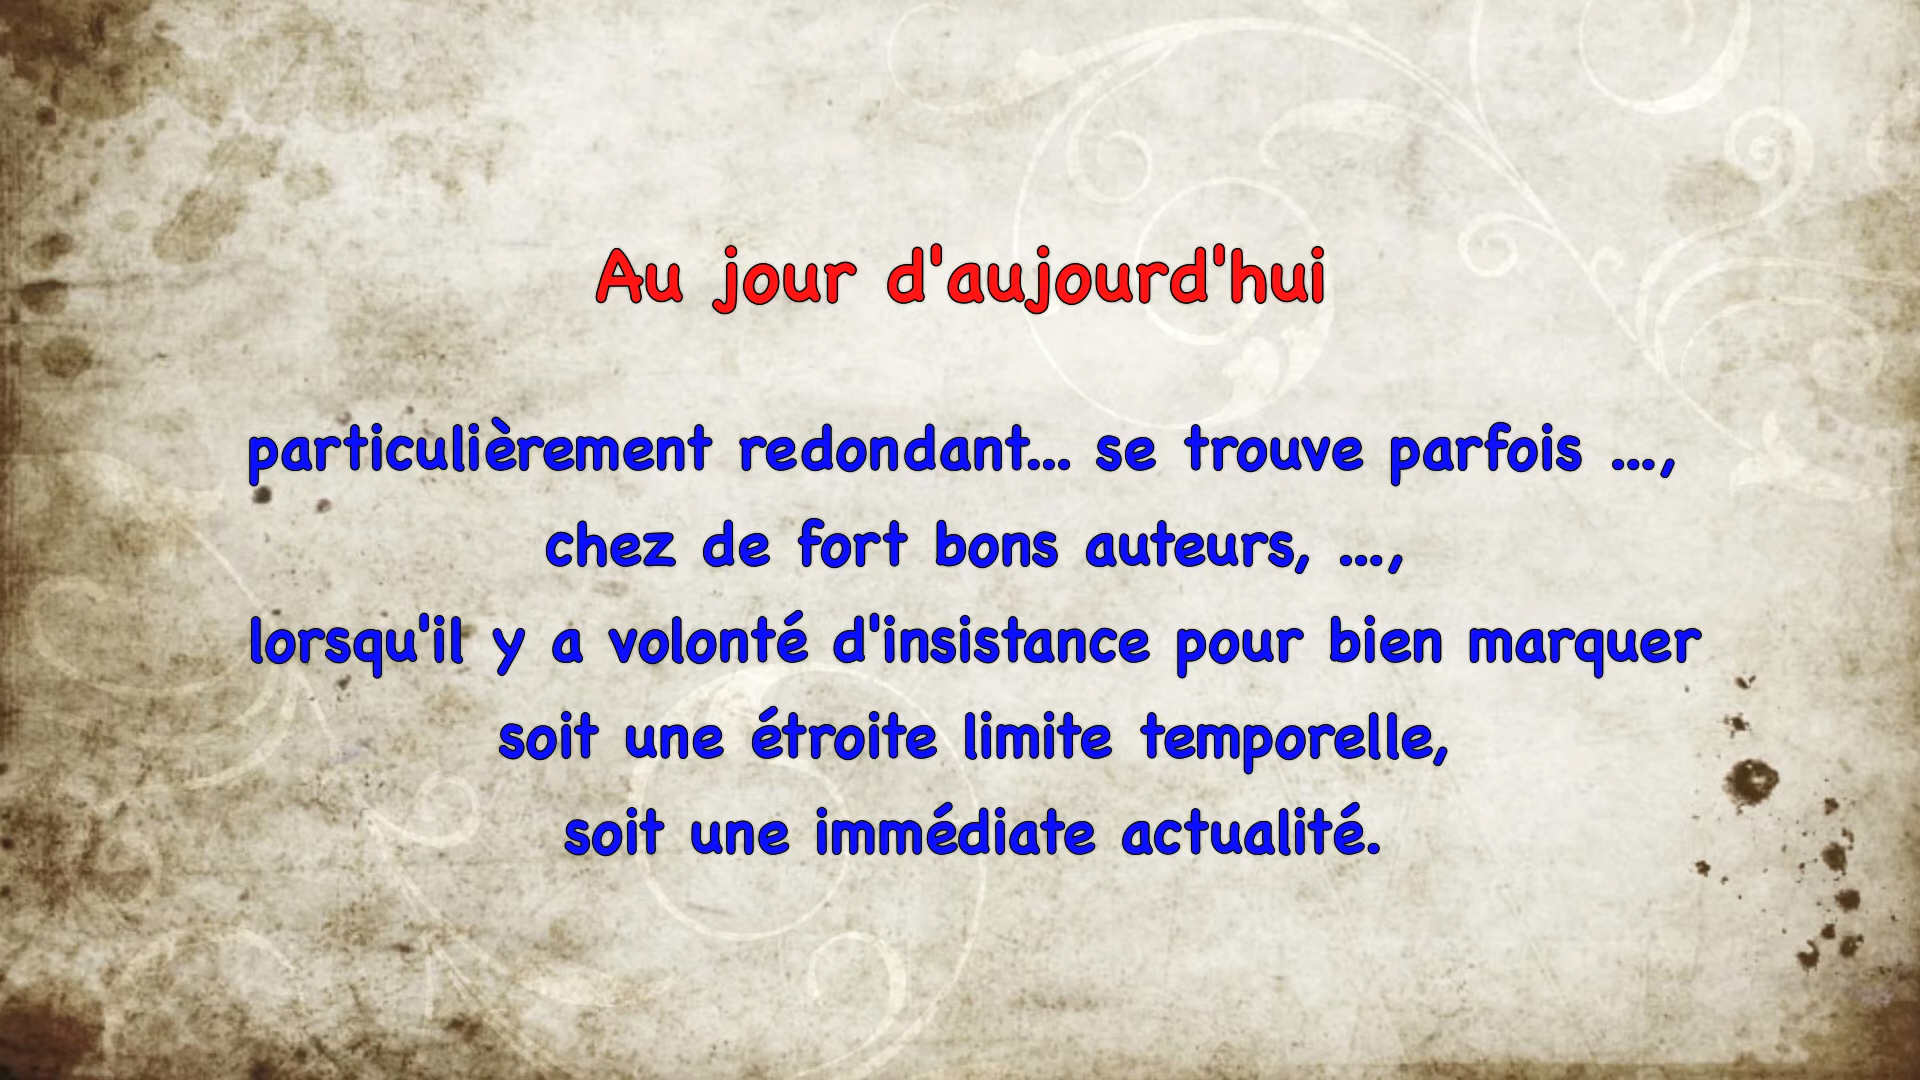 Au jour d'aujourd'hui
particulièrement redondant... se trouve parfois ...,
chez de fort bons auteurs, ...,
lorsqu'il y a volonté d'insistance pour bien marquer
soit une étroite limite temporelle,
soit une immédiate actualité.